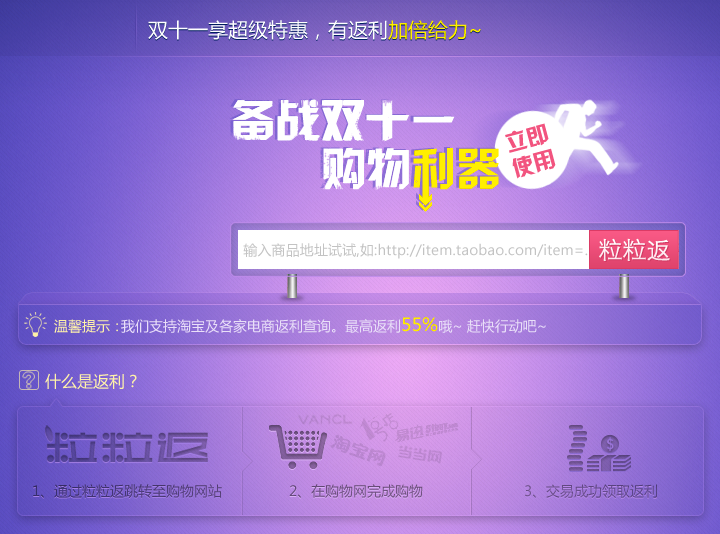 双十一享超级特惠，有返利加倍给力~
备战双十一
购物利器
立即
使用
输入商品地址试试,如:http://item.taobao.com/item=..
粒粒返
温馨提示：我们支持淘宝及各家电商返利查询。最高返利55%哦~ 赶快行动吧~
什么是返利？
粒粒返
VANCL
1号店
易迅
淘宝网
当当网
1、通过粒粒返跳转至购物网站
2、在购物网完成购物
3、交易成功领取返利